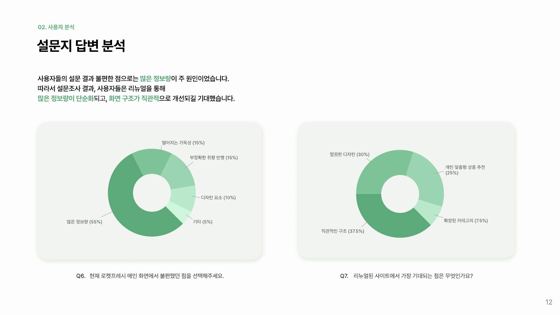 02. 사용자 분석
설문지 답변 분석
사용자들의 설문 결과 불편한 점으로는 많은 정보량이 주 원인이었습니다.
따라서 설문조사 결과, 사용자들은 리뉴얼을 통해
많은 정보량이 단순화되고, 화면 구조가 직관적으로 개선되길 기대했습니다.
떨어지는 가독성 (15%)
부정확한 취향 반영 (15%)
디자인 요소 (10%)
기타 (5%)
많은 정보량 (55%)
Q6. 현재 로켓프레시 메인 화면에서 불편했던 점을 선택해주세요.
깔끔한 디자인 (30%)
개인 맞춤형 상품 추천
(25%)
확장된 카테고리 (7.5%)
직관적인 구조 (37.5%)
Q7. 리뉴얼된 사이트에서 가장 기대되는 점은 무엇인가요?
12